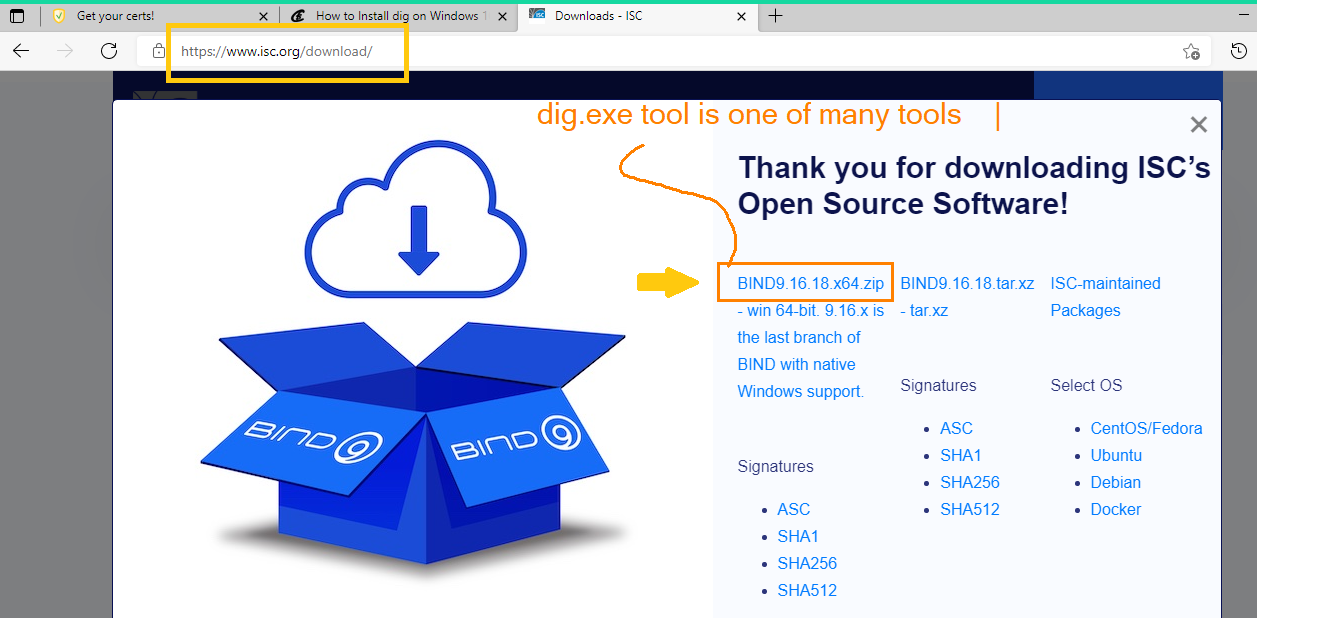 Get your certs!
How to Install dig on Windows 1
Downloads - ISC
https://www.isc.org/download/
dig.exe tool is one of many tools |
Thank you for downloading ISC’s
Open Source Software!
BIND9.16.18.x64.zip
- win 64-bit. 9.16.x is
the last branch of
BIND with native
Windows support.
Signatures
ASC
SHA1
SHA256
SHA512
BIND9.16.18.tar.xz
- tar.xz
Signatures
ASC
SHA1
SHA256
SHA512
ISC-maintained
Packages
Select OS
CentOS/Fedora
Ubuntu
Debian
Docker
BIND 9
BIND 9